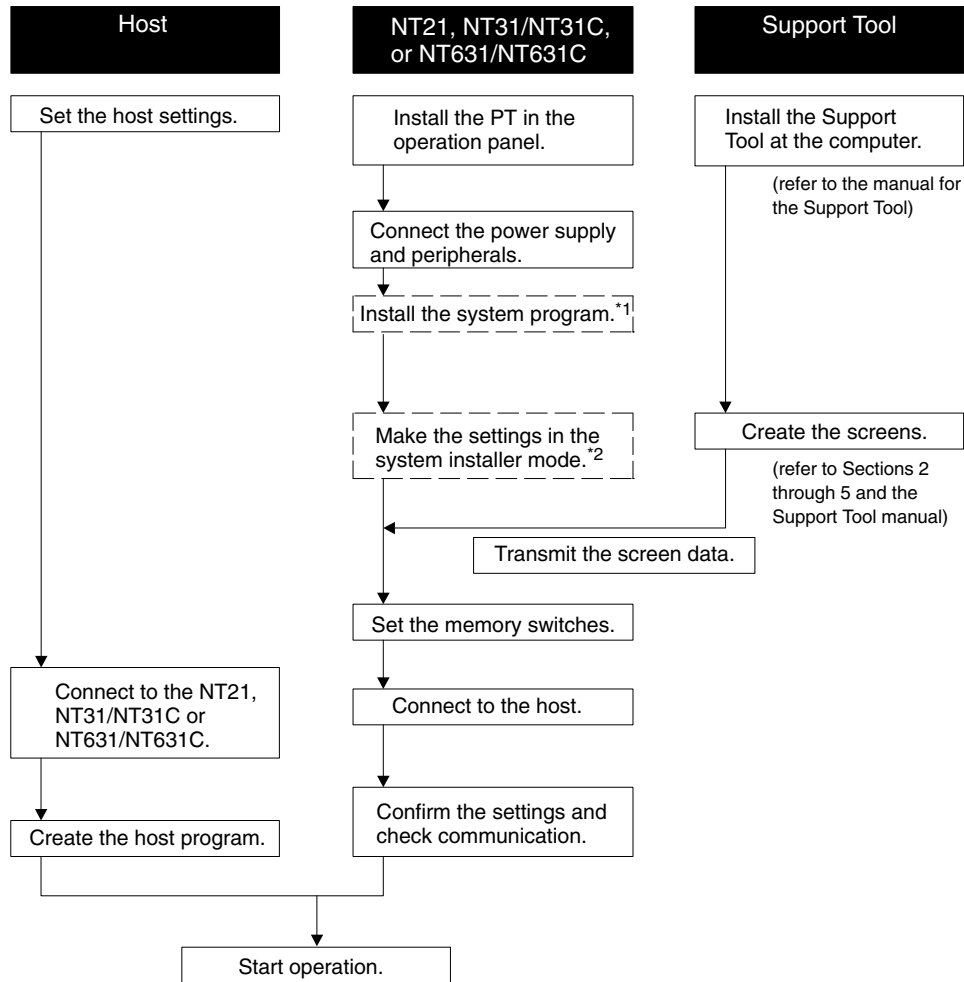 Host
NT21, NT31/NT31C,
or NT631/NT631C
Support Tool
Set the host settings.
Install the PT in the
operation panel.
Install the Support
Tool at the computer.
(refer to the manual for
the Support Tool)
Connect the power supply
and peripherals.
Install the system program.*1
Make the settings in the
system installer mode.*2
Create the screens.
(refer to Sections 2
through 5 and the
Support Tool manual)
Transmit the screen data.
Set the memory switches.
Connect to the NT21,
NT31/NT31C or
NT631/NT631C.
Connect to the host.
Create the host program.
Confirm the settings and
check communication.
Start operation.